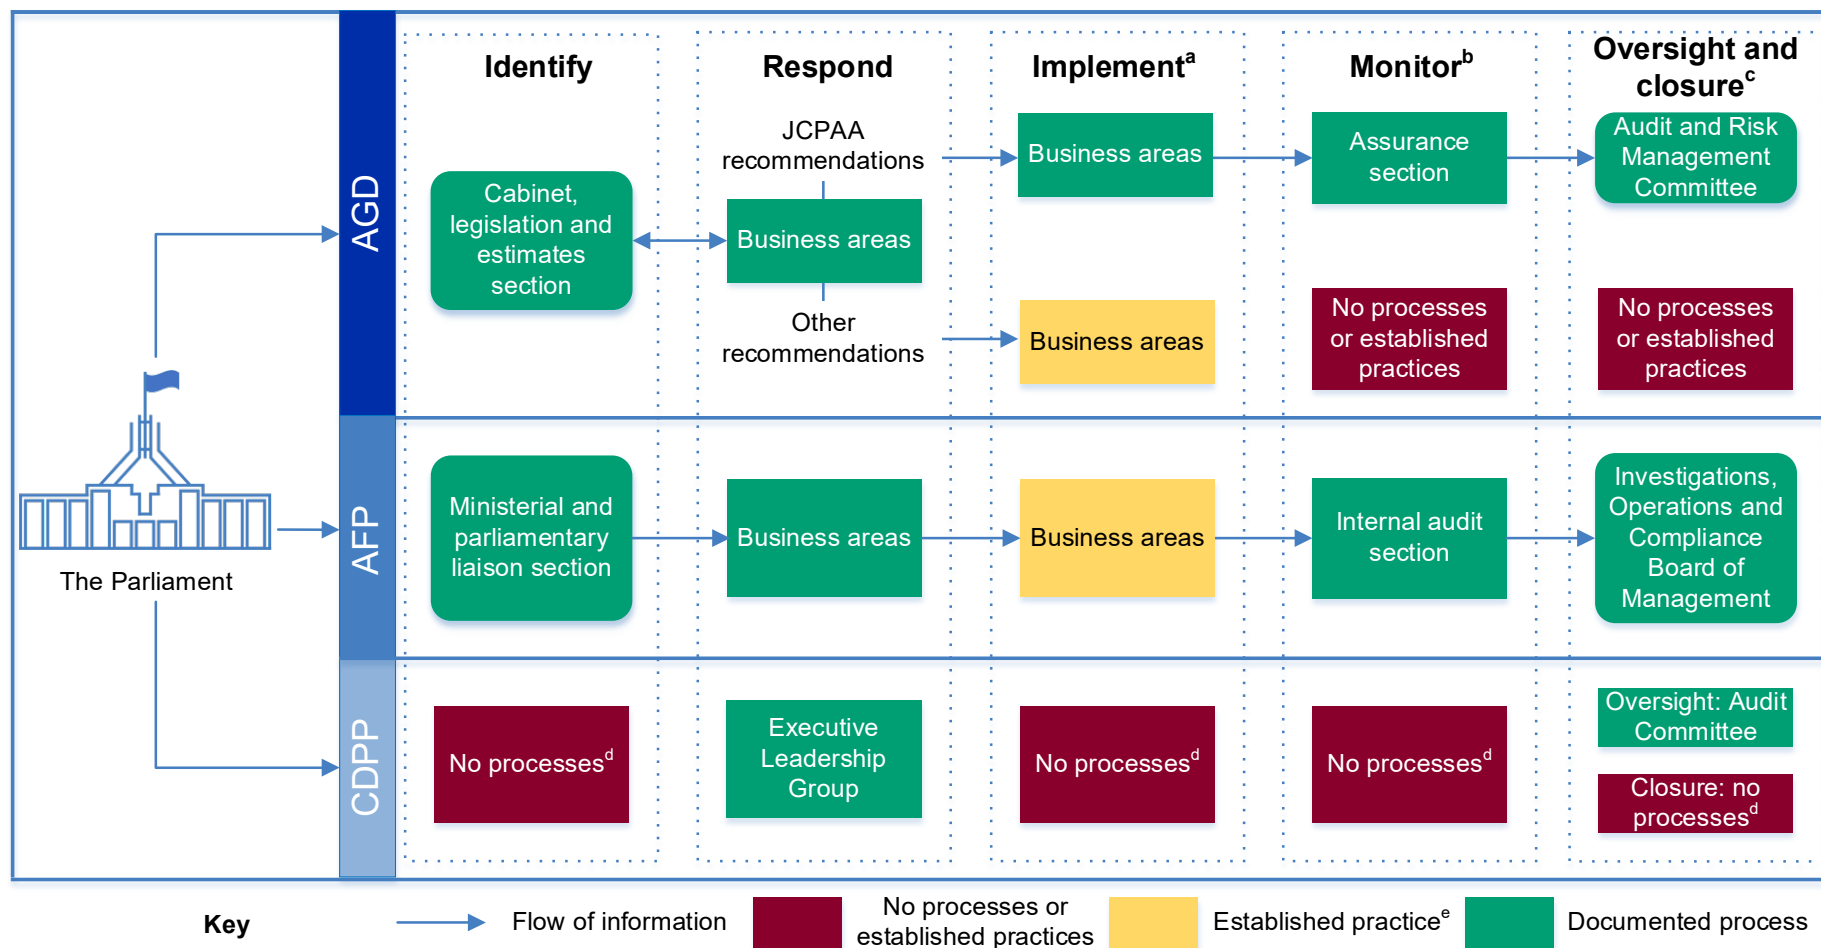 Identify
Respond
Implementᵃ
Monitorᵇ
Oversight and
closureᶜ
AGD
Cabinet,
legislation and
estimates
section
JCPAA
recommendations
Business areas
Other
recommendations
Business areas
Business areas
Assurance
section
No processes
or established
practices
Audit and Risk
Management
Committee
No processes
or established
practices
The Parliament
AFP
Ministerial and
parliamentary
liaison section
Business areas
Business areas
Internal audit
section
Investigations,
Operations and
Compliance
Board of
Management
CDPP
No processesᵈ
Executive
Leadership
Group
No processesᵈ
No processesᵈ
Oversight: Audit
Committee
Closure: no
processesᵈ
Key
Flow of information
No processes or
established practices
Established practiceᵉ
Documented process